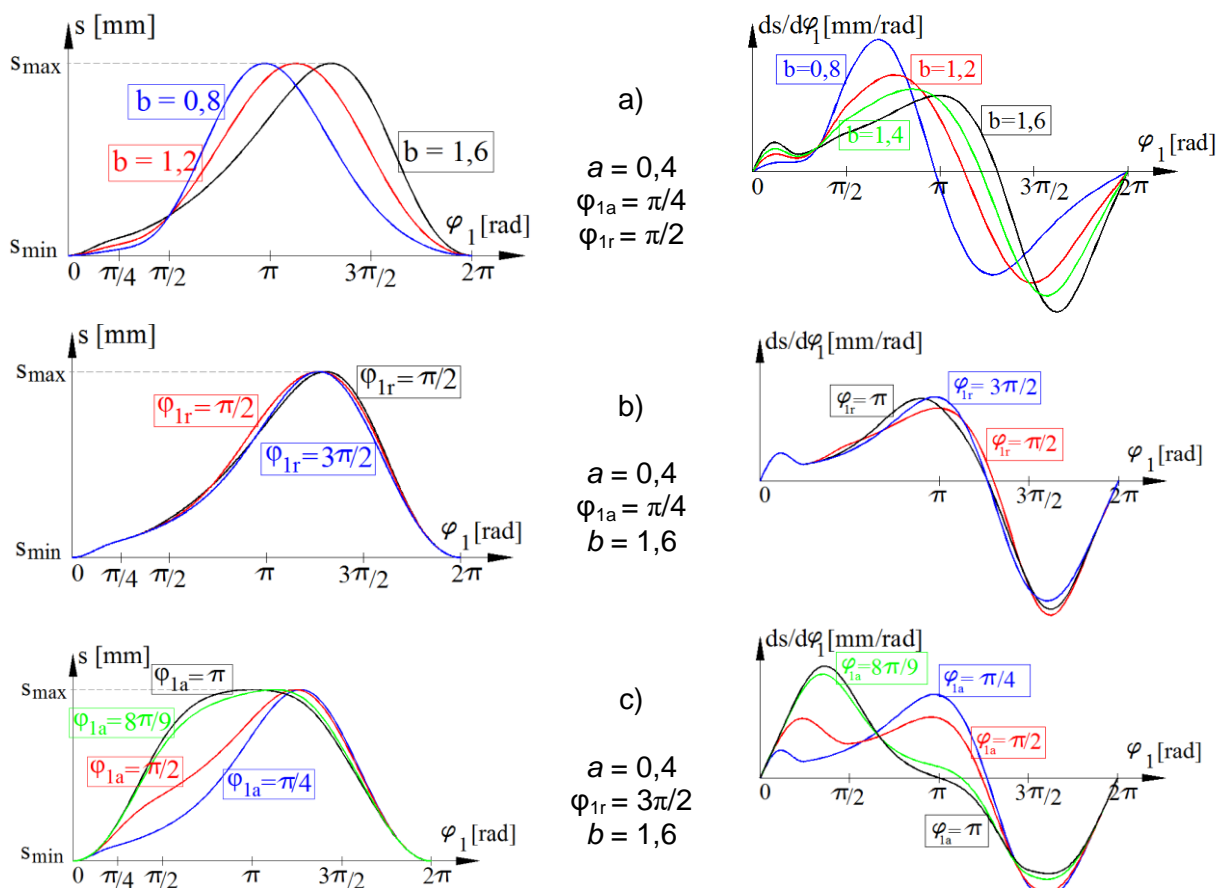 s [mm]
smax
b = 0,8
b = 1,2
b = 1,6
smin
φ1[rad]
0
π/4
π/2
π
3π/2
2π
a)
a = 0,4
φ1a = π/4
φ1r = π/2
ds/dφ1[mm/rad]
b=0,8
b=1,2
b=1,4
b=1,6
φ1[rad]
0
π/2
π
3π/2
2π
s [mm]
smax
φ1r= π/2
φ1r= π/2
φ1r= 3π/2
smin
φ1[rad]
0
π/4
π/2
π
3π/2
2π
b)
a = 0,4
φ1a = π/4
b = 1,6
ds/dφ1[mm/rad]
φ1r= π
φ1r= 3π/2
φ1r= π/2
φ1[rad]
0
π
3π/2
2π
s [mm]
smax
φ1a= π
φ1a=8π/9
φ1a= π/2
φ1a= π/4
smin
φ1[rad]
0
π/4
π/2
π
3π/2
2π
c)
a = 0,4
φ1r = 3π/2
b = 1,6
ds/dφ1[mm/rad]
φ1a=8π/9
φ1a= π/4
φ1a= π/2
φ1a= π
φ1[rad]
0
π/2
π
3π/2
2π